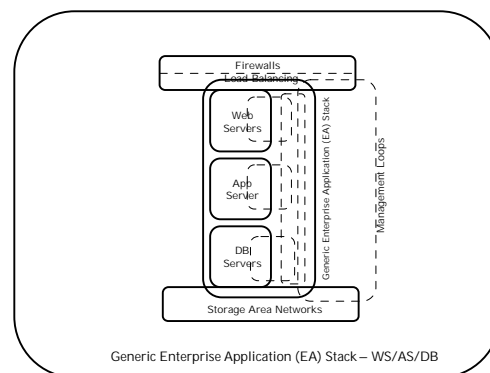 Firewalls
Load Balancing
Web
Servers
App
Server
DB
Servers
Generic Enterprise Application (EA) Stack
Management Loops
Storage Area Networks
Generic Enterprise Application (EA) Stack – WS/AS/DB